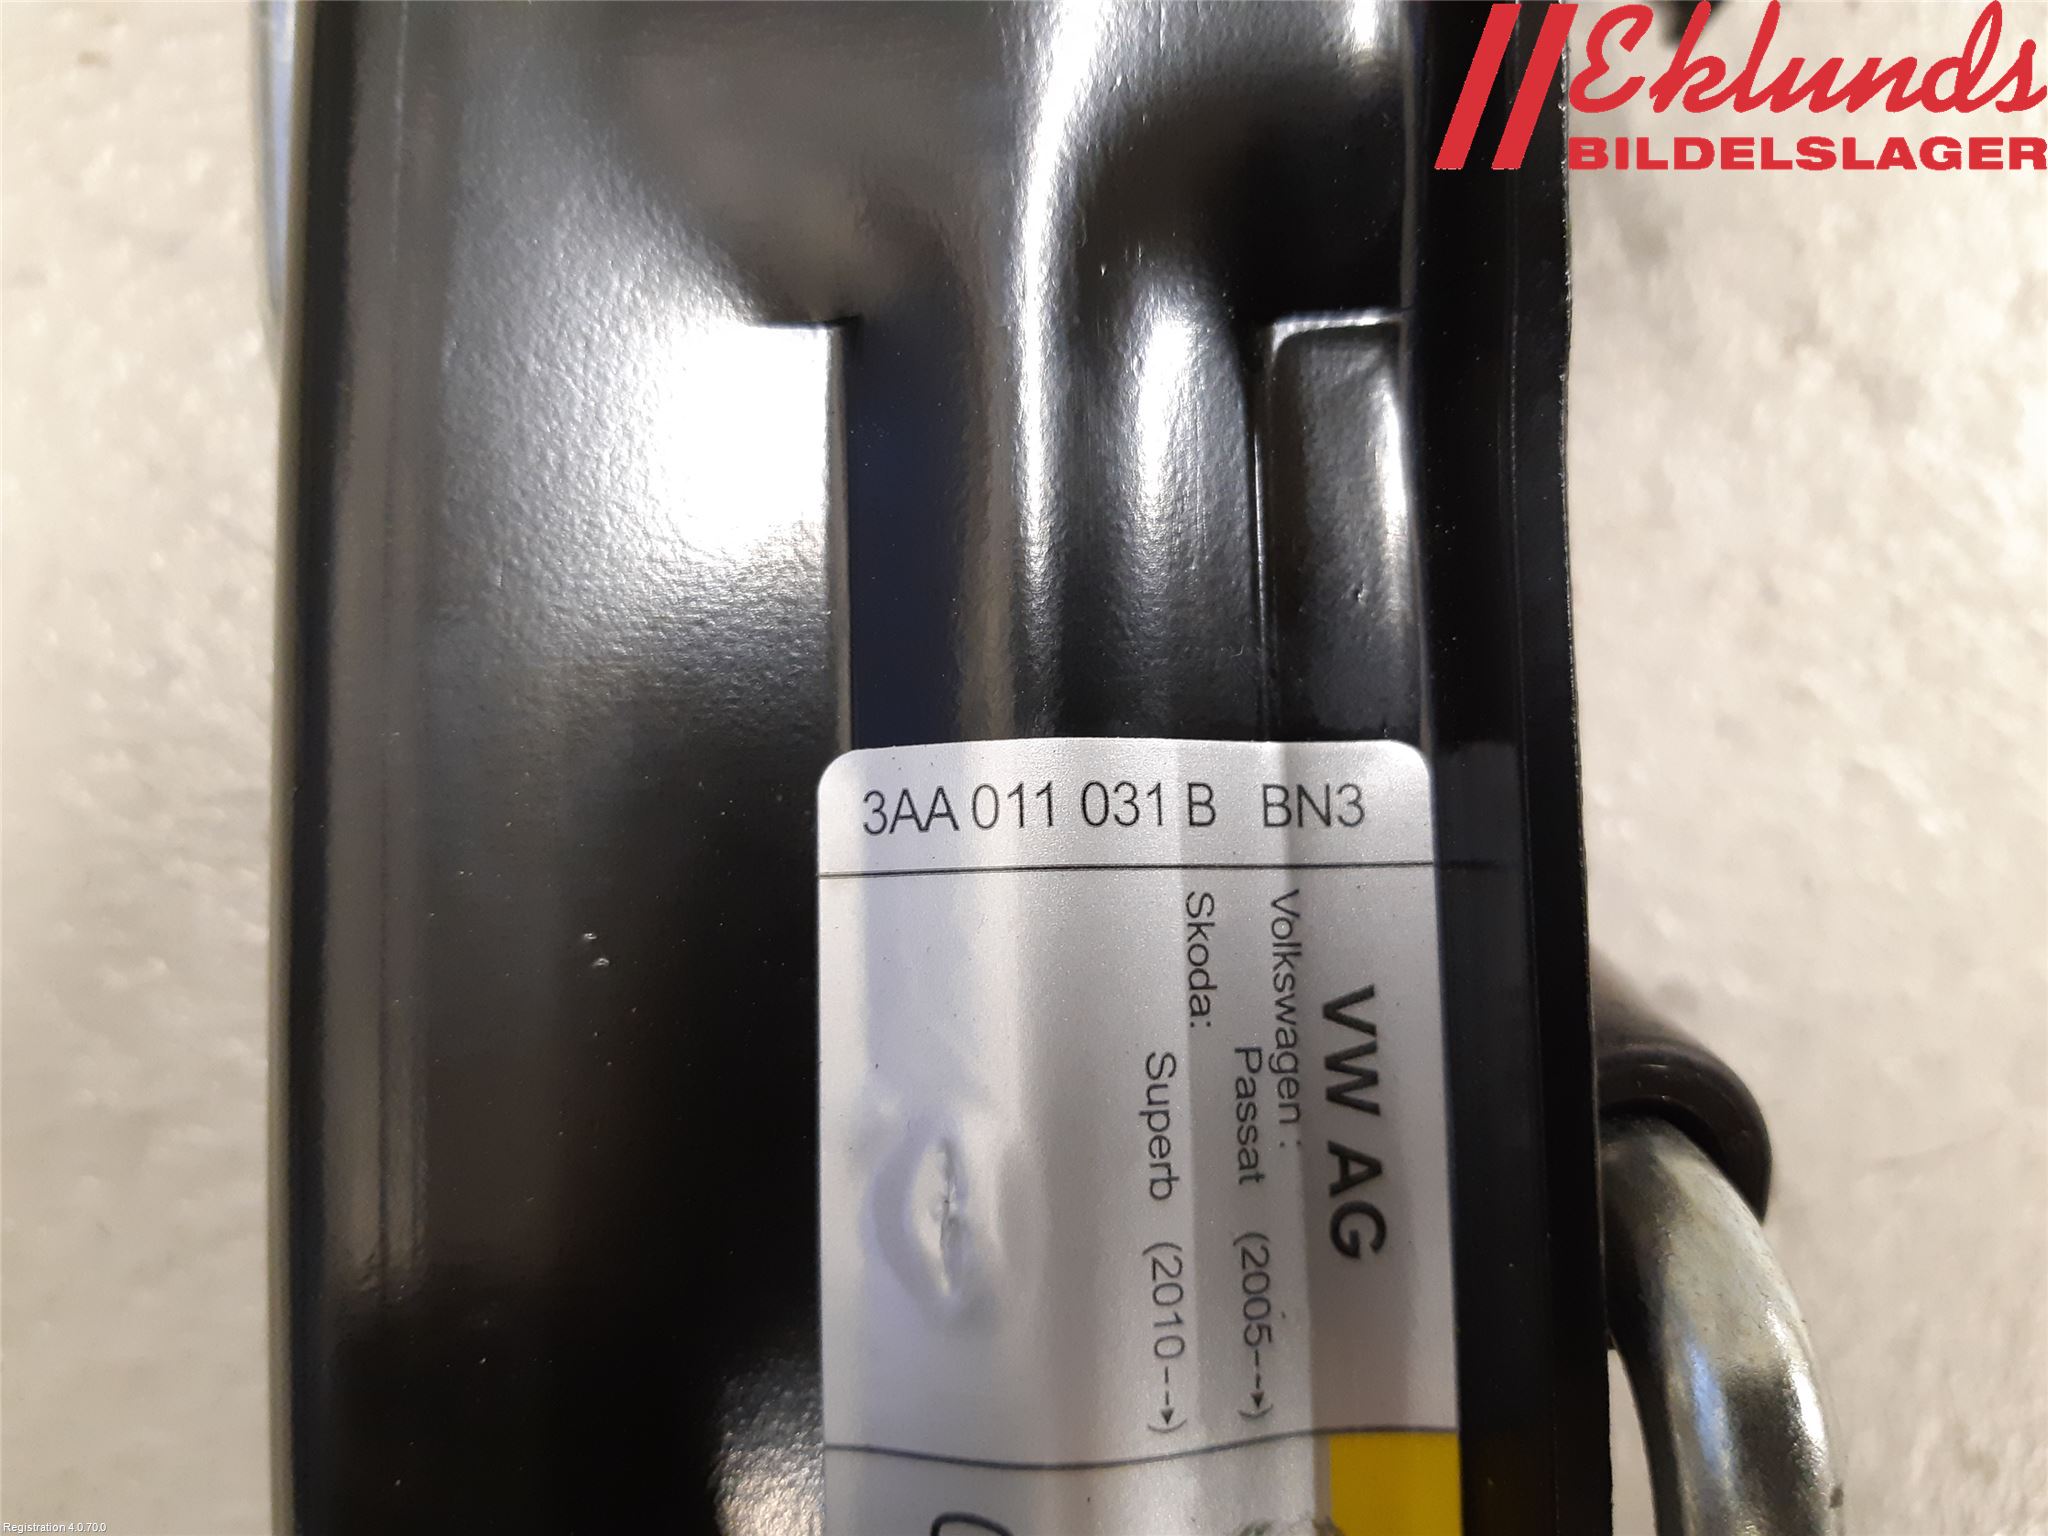 Eklunds
BILDELSLAGER
3AA 011 031 B BN3
VW AG
Volkswagen:
Passat (2005-->)
Skoda:
Superb (2010-->)
Registration 4.0.70.0